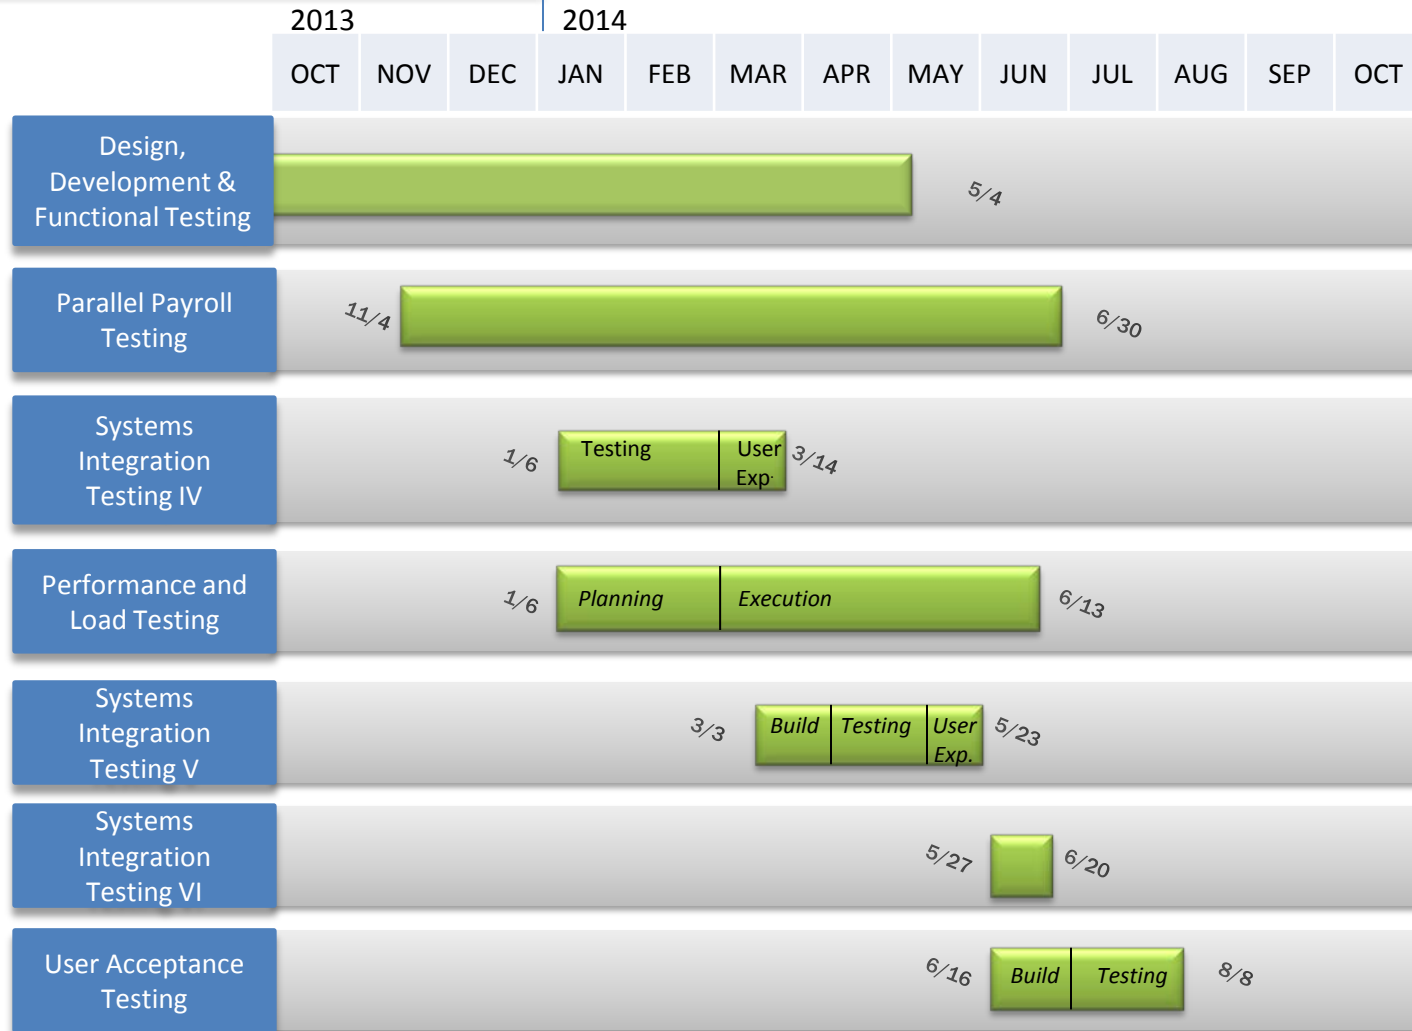 2013 2014
OCT NOV DEC JAN FEB MAR APR MAY JUN JUL AUG SEP OCT
Design,
Development &
Functional Testing
5/4
Parallel Payroll
Testing
11/4
6/30
Systems
Integration
Testing IV
1/6
Testing
User
Exp.
3/14
Performance and
Load Testing
1/6
Planning
Execution
6/13
Systems
Integration
Testing V
3/3
Build
Testing
User
Exp.
5/23
Systems
Integration
Testing VI
5/27
6/20
User Acceptance
Testing
6/16
Build
Testing
8/8